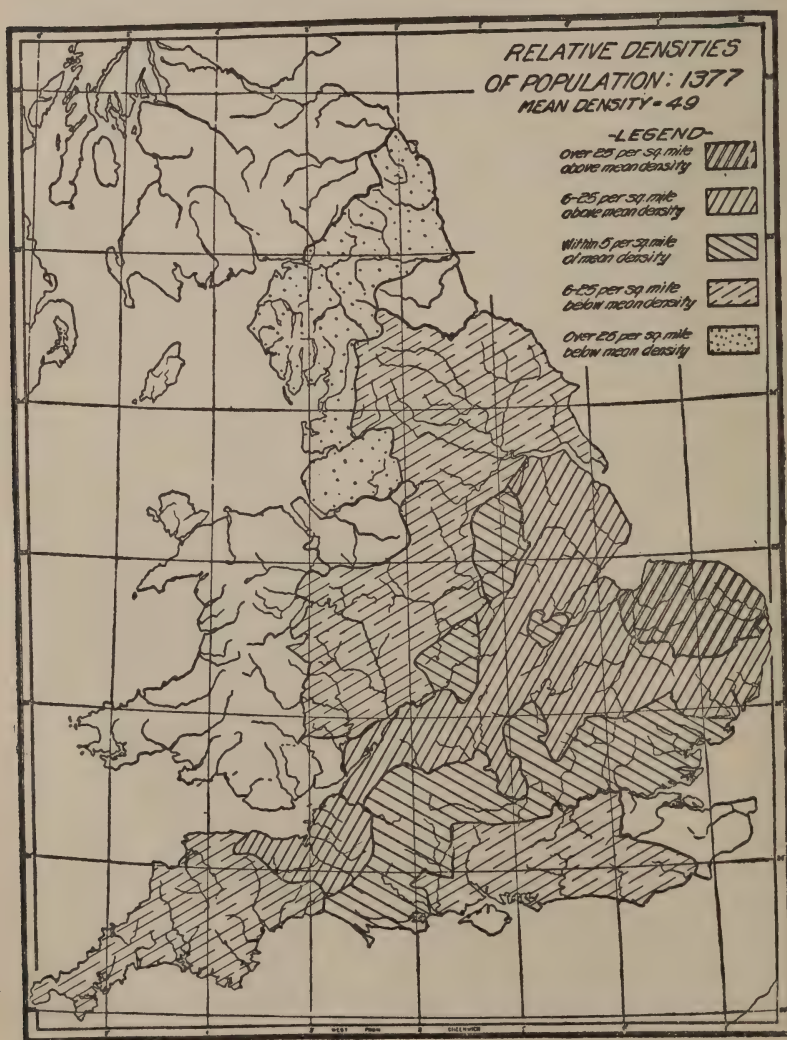 RELATIVE DENSITIES
OF POPULATION: 1377
MEAN DENSITY = 49
-LEGEND-
Over 25 per sq. mile
above mean density
6-25 per sq. mile
above mean density
Within 5 per sq. mile
of mean density
6-25 per sq. mile
below mean density
Over 25 per sq. mile
below mean density
WEST FROM GREENWICH